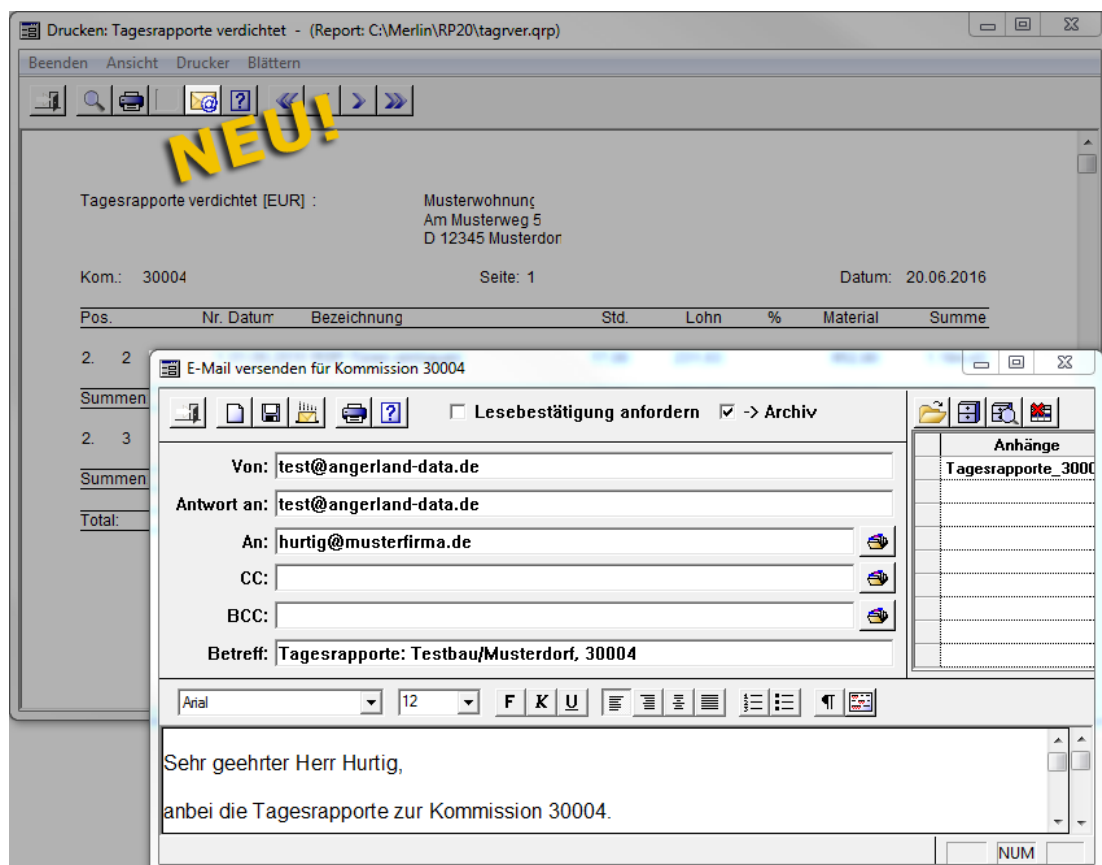 Drucken: Tagesrapporte verdichtet - (Report: C:\Merlin\RP20\tagrver.qrp)
Beenden Ansicht Drucker Blättern
NEU!
Tagesrapporte verdichtet [EUR] :
Musterwohnung
Am Musterweg 5
D 12345 Musterdor
Kom.: 30004 Seite: 1 Datum: 20.06.2016
Pos. Nr. Datum Bezeichnung Std. Lohn % Material Summe
2. 2
Summen
2. 3
Summen
Total:
E-Mail versenden für Kommission 30004
Lesebestätigung anfordern -> Archiv
Anhänge
Tagesrapporte_3000
Von: test@angerland-data.de
Antwort an: test@angerland-data.de
An: hurtig@musterfirma.de
CC:
BCC:
Betreff: Tagesrapporte: Testbau/Musterdorf, 30004
Arial 12 F K U
Sehr geehrter Herr Hurtig,
anbei die Tagesrapporte zur Kommission 30004.
NUM